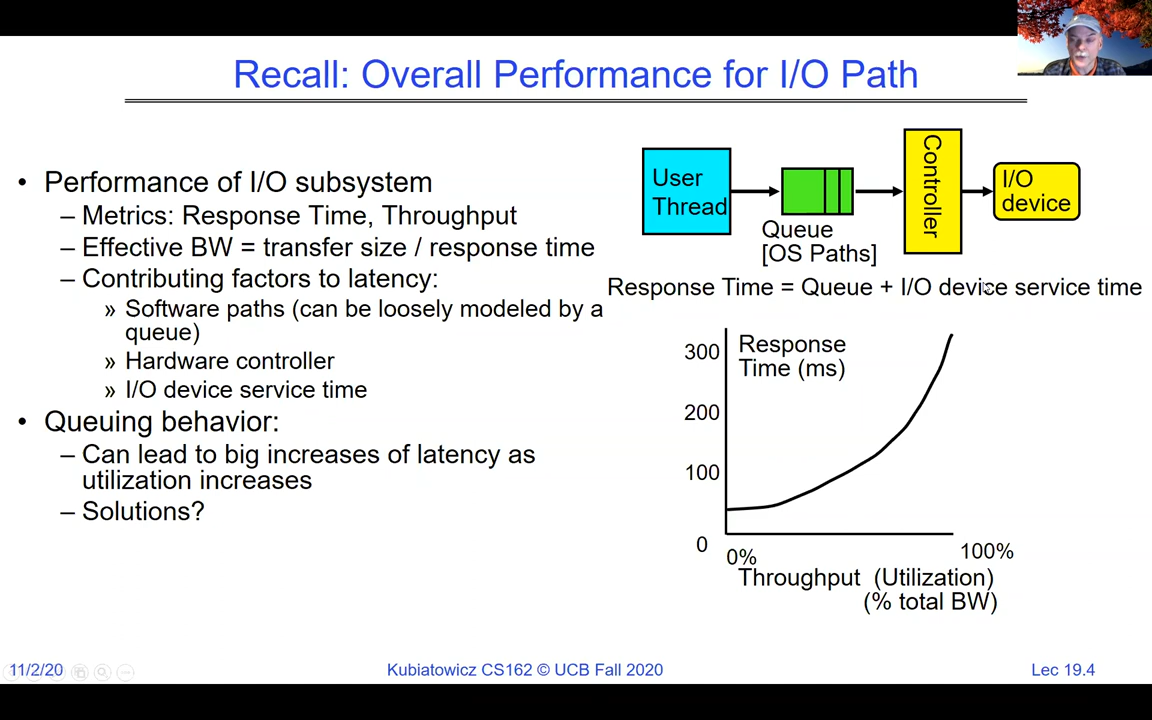 Recall: Overall Performance for I/O Path
• Performance of I/O subsystem
– Metrics: Response Time, Throughput
– Effective BW = transfer size / response time
– Contributing factors to latency:
» Software paths (can be loosely modeled by a
queue)
» Hardware controller
» I/O device service time
• Queuing behavior:
– Can lead to big increases of latency as
utilization increases
– Solutions?
User
Thread
Queue
[OS Paths]
Controller
I/O
device
Response Time = Queue + I/O device service time
Response
Time (ms)
300
200
100
0
0%
100%
Throughput (Utilization)
(% total BW)
11/2/20
Kubiatowicz CS162 © UCB Fall 2020
Lec 19.4